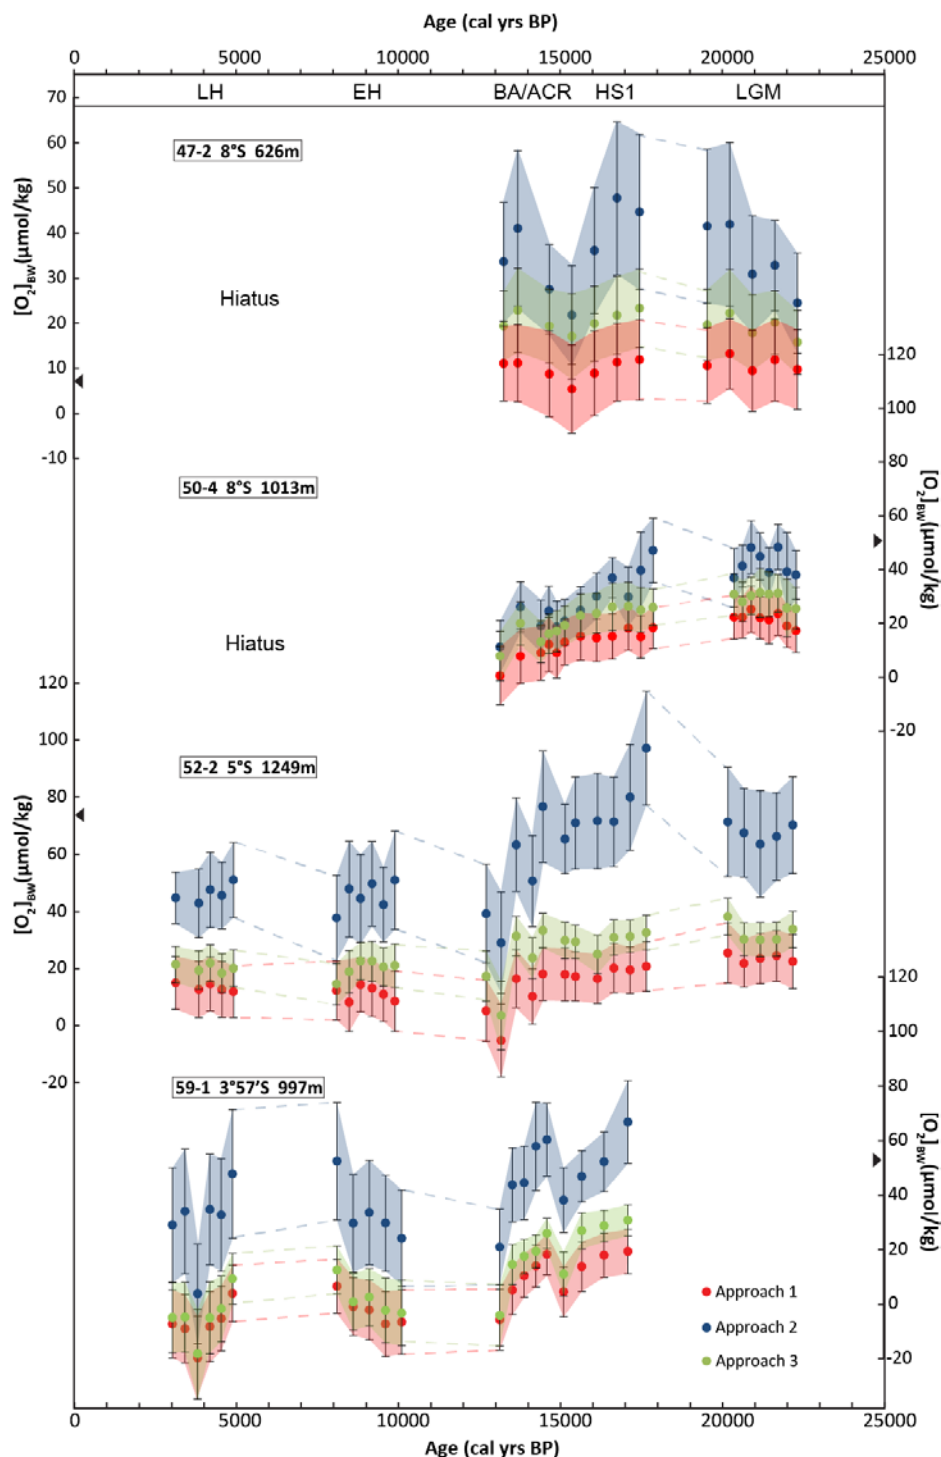 Age (cal yrs BP)
0 5000 10000 15000 20000 25000
LH EH BA/ACR HS1 LGM
70
60
50
40
30
20
10
0
-10
[O2]BW(μmol/kg)
47-2 8°S 626m
Hiatus
120
100
80
60
40
20
0
-20
[O2]BW(μmol/kg)
50-4 8°S 1013m
Hiatus
120
100
80
60
40
20
0
-20
[O2]BW(μmol/kg)
52-2 5°S 1249m
120
100
80
60
40
20
0
-20
[O2]BW(μmol/kg)
59-1 3°57'S 997m
Approach 1
Approach 2
Approach 3
0 5000 10000 15000 20000 25000
Age (cal yrs BP)